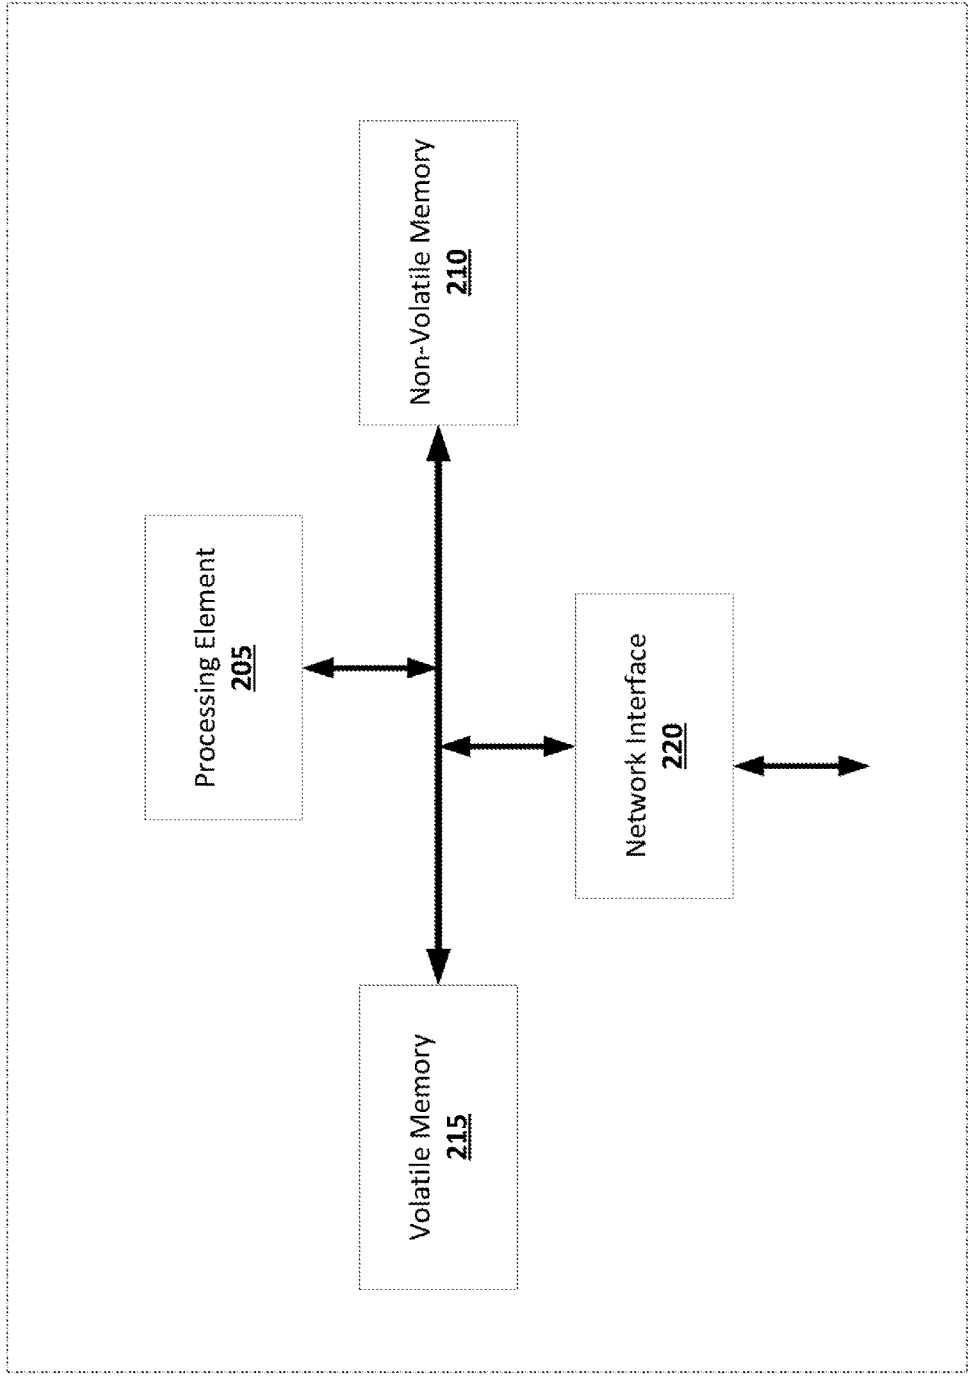 Processing Element
205
Volatile Memory
215
Non-Volatile Memory
210
Network Interface
220